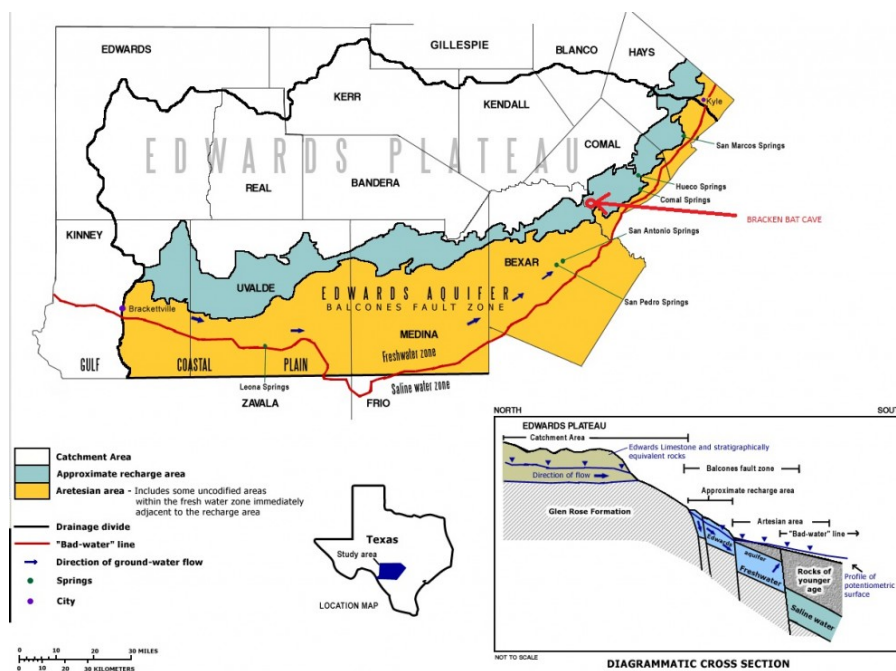 EDWARDS
GILLESPIE
BLANCO
HAYS
KERR
KENDALL
Kyle
COMAL
San Marcos Springs
EDWARDS PLATEAU
REAL
BANDERA
Hueco Springs
Comal Springs
BRACKEN BAT CAVE
KINNEY
San Antonio Springs
BEXAR
UVALDE
EDWARDS AQUIFER
BALCONES FAULT ZONE
San Pedro Springs
Brackettville
MEDINA
Freshwater zone
GULF COASTAL PLAIN
Saline water zone
Leona Springs
ZAVALA
FRIO
Catchment Area
Approximate recharge area
Aretesian area - Includes some uncodified areas
within the fresh water zone immediately
adjacent to the recharge area
Drainage divide
"Bad-water" line
Direction of ground-water flow
Springs
City
10 0 10 20 30 MILES
10 0 10 20 30 KILOMETERS
Texas
Study area
LOCATION MAP
NORTH
SOUT
EDWARDS PLATEAU
Catchment Area
Edwards Limestone and stratigraphically
equivalent rocks
Balcones fault zone
Direction of flow
Approximate recharge area
Glen Rose Formation
Artesian area
"Bad-water" line
Edwards
aquifer
Freshwater
Rocks of
younger
age
Profile of
potentiometric
surface
Saline water
NOT TO SCALE
DIAGRAMMATIC CROSS SECTION